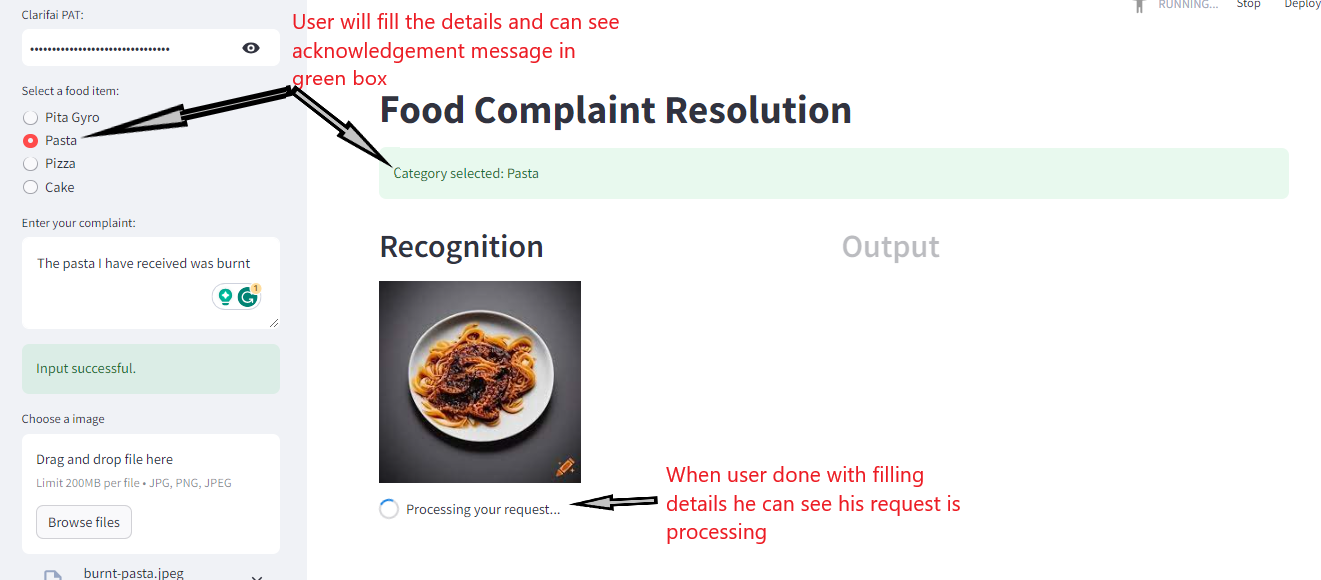 Clarifai PAT:
••••••••••••••••••••••••••••••••
Select a food item:
Pita Gyro
Pasta
Pizza
Cake
Enter your complaint:
The pasta I have received was burnt
1
Input successful.
Choose a image
Drag and drop file here
Limit 200MB per file • JPG, PNG, JPEG
Browse files
burnt-pasta.jpeg
RUNNING...
Stop
Deploy
User will fill the details and can see
acknowledgement message in
green box
Food Complaint Resolution
Category selected: Pasta
Recognition
Output
Processing your request...
When user done with filling
details he can see his request is
processing